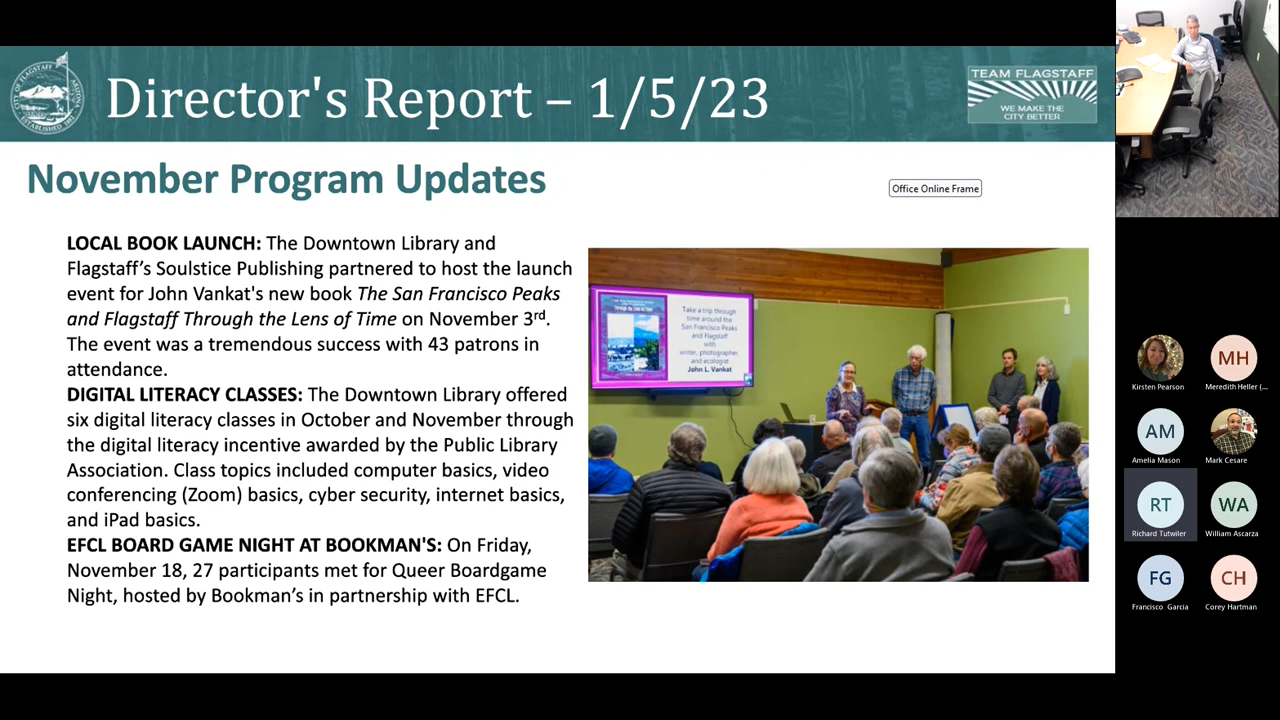 CITY OF FLAGSTAFF ARIZONA
ESTABLISHED 1882
Director's Report – 1/5/23
TEAM FLAGSTAFF
WE MAKE THE
CITY BETTER
November Program Updates
Office Online Frame
LOCAL BOOK LAUNCH: The Downtown Library and
Flagstaff’s Soulstice Publishing partnered to host the launch
event for John Vankat's new book The San Francisco Peaks
and Flagstaff Through the Lens of Time on November 3rd.
The event was a tremendous success with 43 patrons in
attendance.
DIGITAL LITERACY CLASSES: The Downtown Library offered
six digital literacy classes in October and November through
the digital literacy incentive awarded by the Public Library
Association. Class topics included computer basics, video
conferencing (Zoom) basics, cyber security, internet basics,
and iPad basics.
EFCL BOARD GAME NIGHT AT BOOKMAN'S: On Friday,
November 18, 27 participants met for Queer Boardgame
Night, hosted by Bookman’s in partnership with EFCL.
Take a trip through
time around the
San Francisco Peaks
and Flagstaff
with
writer, photographer,
and ecologist
John L. Vankat
Kirsten Pearson
MH
Meredith Heller (...
AM
Amelia Mason
Mark Cesare
RT
Richard Tutwiler
WA
William Ascarza
FG
Francisco Garcia
CH
Corey Hartman